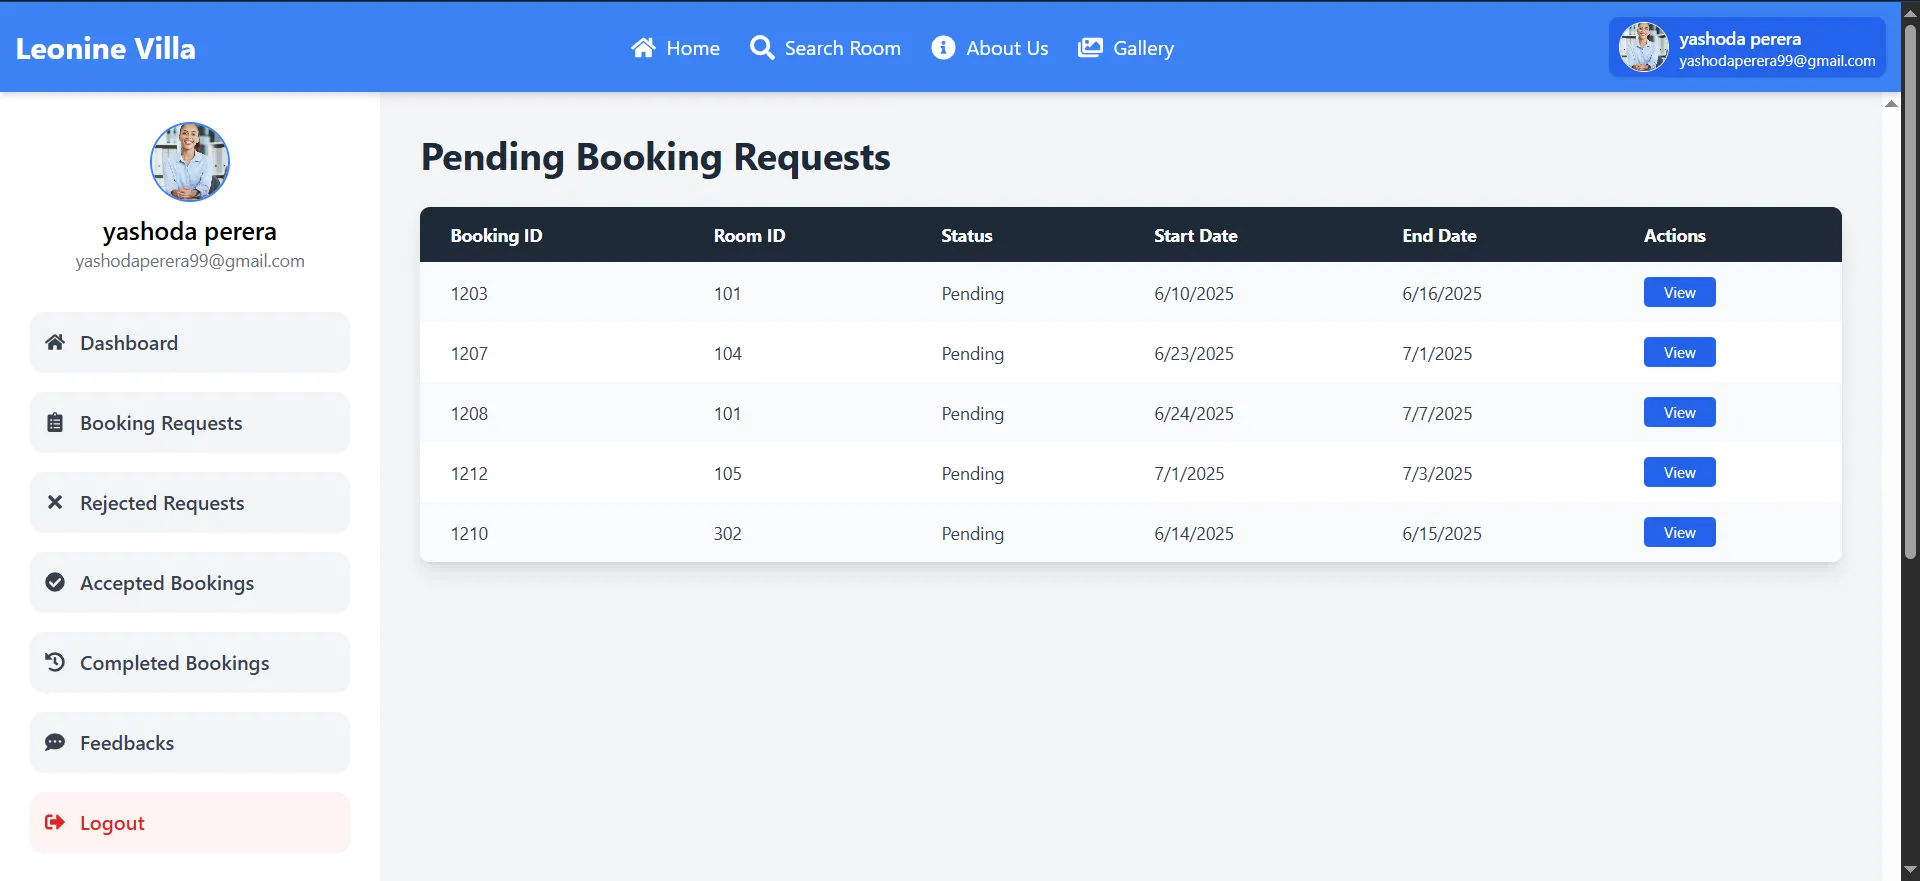 Leonine Villa
Home Search Room About Us Gallery
yashoda perera
yashodaperera99@gmail.com
yashoda perera
yashodaperera99@gmail.com
Dashboard
Booking Requests
Rejected Requests
Accepted Bookings
Completed Bookings
Feedbacks
Logout
Pending Booking Requests
Booking ID Room ID Status Start Date End Date Actions
1203 101 Pending 6/10/2025 6/16/2025 View
1207 104 Pending 6/23/2025 7/1/2025 View
1208 101 Pending 6/24/2025 7/7/2025 View
1212 105 Pending 7/1/2025 7/3/2025 View
1210 302 Pending 6/14/2025 6/15/2025 View